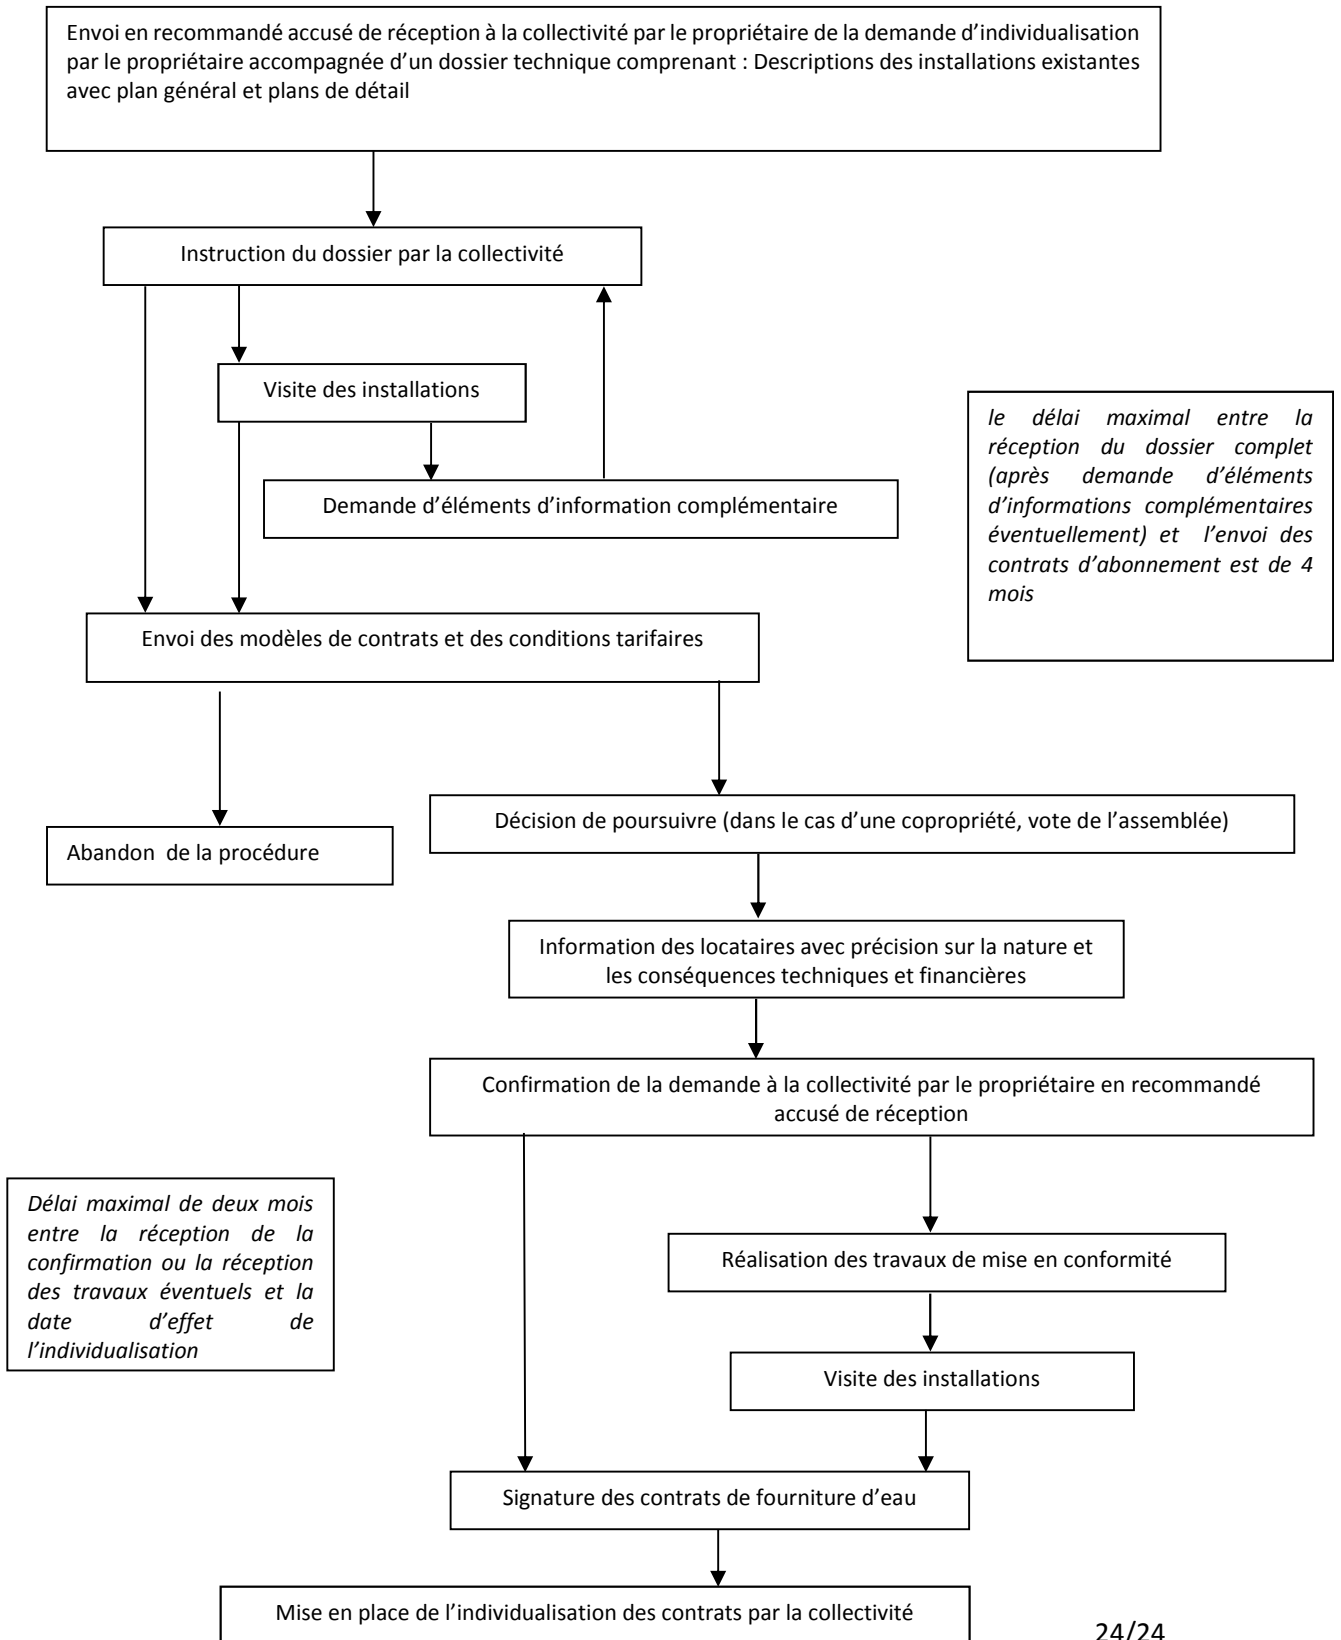 Envoi en recommandé accusé de réception à la collectivité par le propriétaire de la demande d’individualisation
par le propriétaire accompagnée d’un dossier technique comprenant : Descriptions des installations existantes
avec plan général et plans de détail
Instruction du dossier par la collectivité
Visite des installations
Demande d’éléments d’information complémentaire
le délai maximal entre la
réception du dossier complet
(après demande d’éléments
d’informations complémentaires
éventuellement) et l’envoi des
contrats d’abonnement est de 4
mois
Envoi des modèles de contrats et des conditions tarifaires
Abandon de la procédure
Décision de poursuivre (dans le cas d’une copropriété, vote de l’assemblée)
Information des locataires avec précision sur la nature et
les conséquences techniques et financières
Confirmation de la demande à la collectivité par le propriétaire en recommandé
accusé de réception
Délai maximal de deux mois
entre la réception de la
confirmation ou la réception
des travaux éventuels et la
date d’effet de
l’individualisation
Réalisation des travaux de mise en conformité
Visite des installations
Signature des contrats de fourniture d’eau
Mise en place de l’individualisation des contrats par la collectivité
24/24